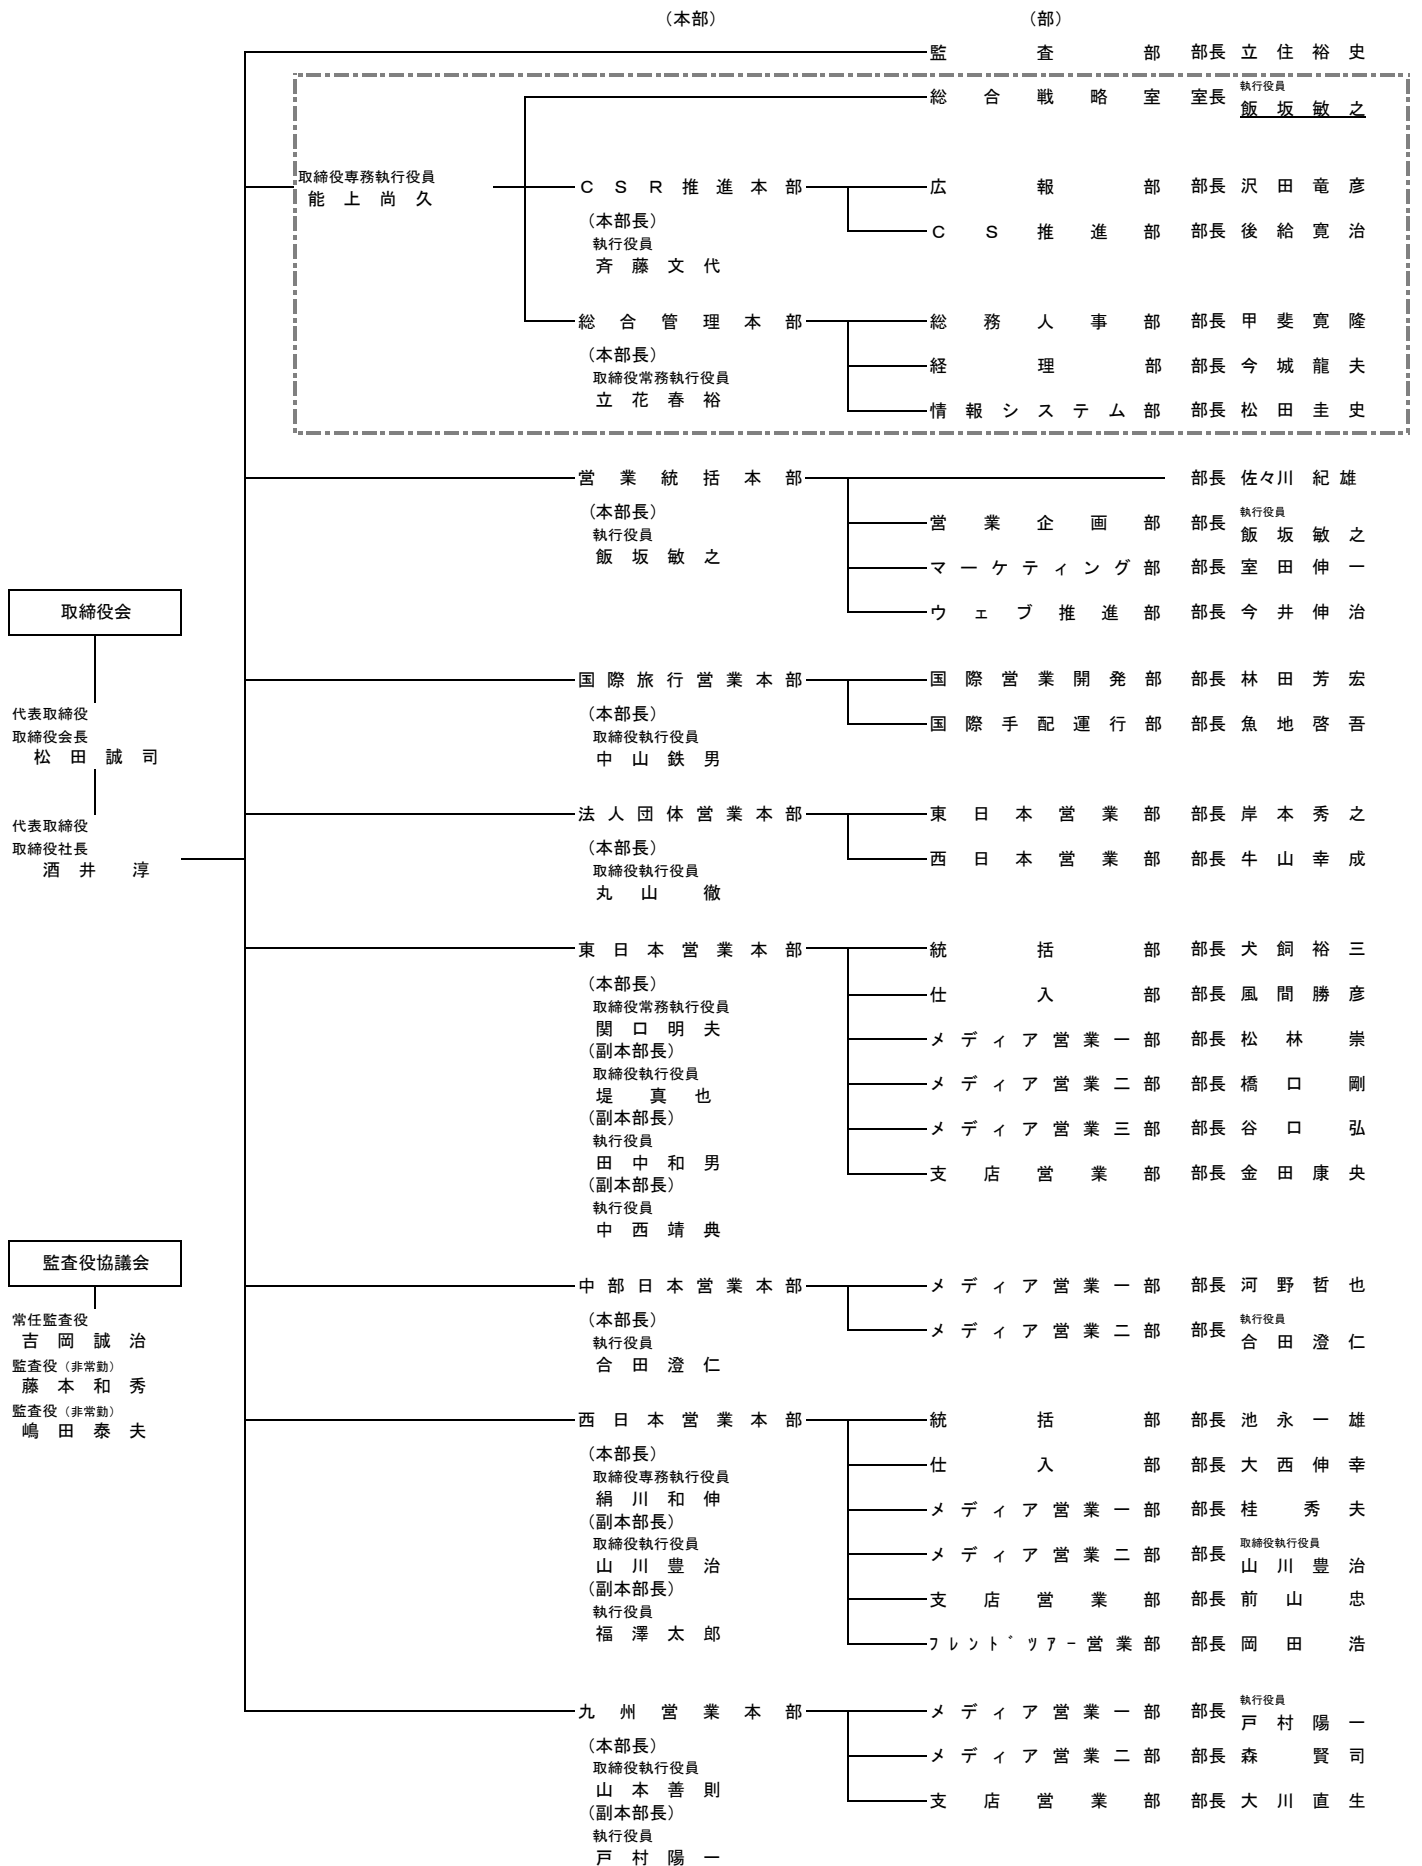 （本部）　（部）
監査部　部長　立住裕史
総合戦略室　室長　執行役員
飯坂敏之
取締役専務執行役員
能上尚久
ＣＳＲ推進本部　広報部　部長　沢田竜彦
（本部長）　ＣＳ推進部　部長　後給寛治
執行役員
斉藤文代
総合管理本部　総務人事部　部長　甲斐寛隆
（本部長）　経理部　部長　今城龍夫
取締役常務執行役員
立花春裕　情報システム部　部長　松田圭史
営業統括本部　部長　佐々川紀雄
（本部長）　営業企画部　部長　執行役員
執行役員　飯坂敏之
飯坂敏之　マーケティング部　部長　室田伸一
ウェブ推進部　部長　今井伸治
取締役会
国際旅行営業本部　国際営業開発部　部長　林田芳宏
（本部長）　国際手配運行部　部長　魚地啓吾
取締役執行役員
中山鉄男
代表取締役
取締役会長
松田誠司
法人団体営業本部　東日本営業部　部長　岸本秀之
（本部長）　西日本営業部　部長　牛山幸成
取締役執行役員
丸山徹
代表取締役
取締役社長
酒井淳
東日本営業本部　統括部　部長　犬飼裕三
（本部長）　仕入部　部長　風間勝彦
取締役常務執行役員
関口明夫　メディア営業一部　部長　松林崇
（副本部長）
取締役執行役員　メディア営業二部　部長　橋口剛
堤真也
（副本部長）　メディア営業三部　部長　谷口弘
執行役員
田中和男　支店営業部　部長　金田康央
（副本部長）
執行役員
中西靖典
監査役協議会
常任監査役
吉岡誠治
監査役（非常勤）
藤本和秀
監査役（非常勤）
嶋田泰夫
中部日本営業本部　メディア営業一部　部長　河野哲也
（本部長）　メディア営業二部　部長　執行役員
執行役員　合田澄仁
合田澄仁
西日本営業本部　統括部　部長　池永一雄
（本部長）　仕入部　部長　大西伸幸
取締役専務執行役員
絹川和伸　メディア営業一部　部長　桂秀夫
（副本部長）
取締役執行役員　メディア営業二部　部長　取締役執行役員
山川豊治　山川豊治
（副本部長）　支店営業部　部長　前山忠
執行役員
福澤太郎　ﾌﾚﾝﾄﾞﾂｱｰ営業部　部長　岡田浩
九州営業本部　メディア営業一部　部長　執行役員
戸村陽一
（本部長）　メディア営業二部　部長　森賢司
取締役執行役員
山本善則　支店営業部　部長　大川直生
（副本部長）
執行役員
戸村陽一